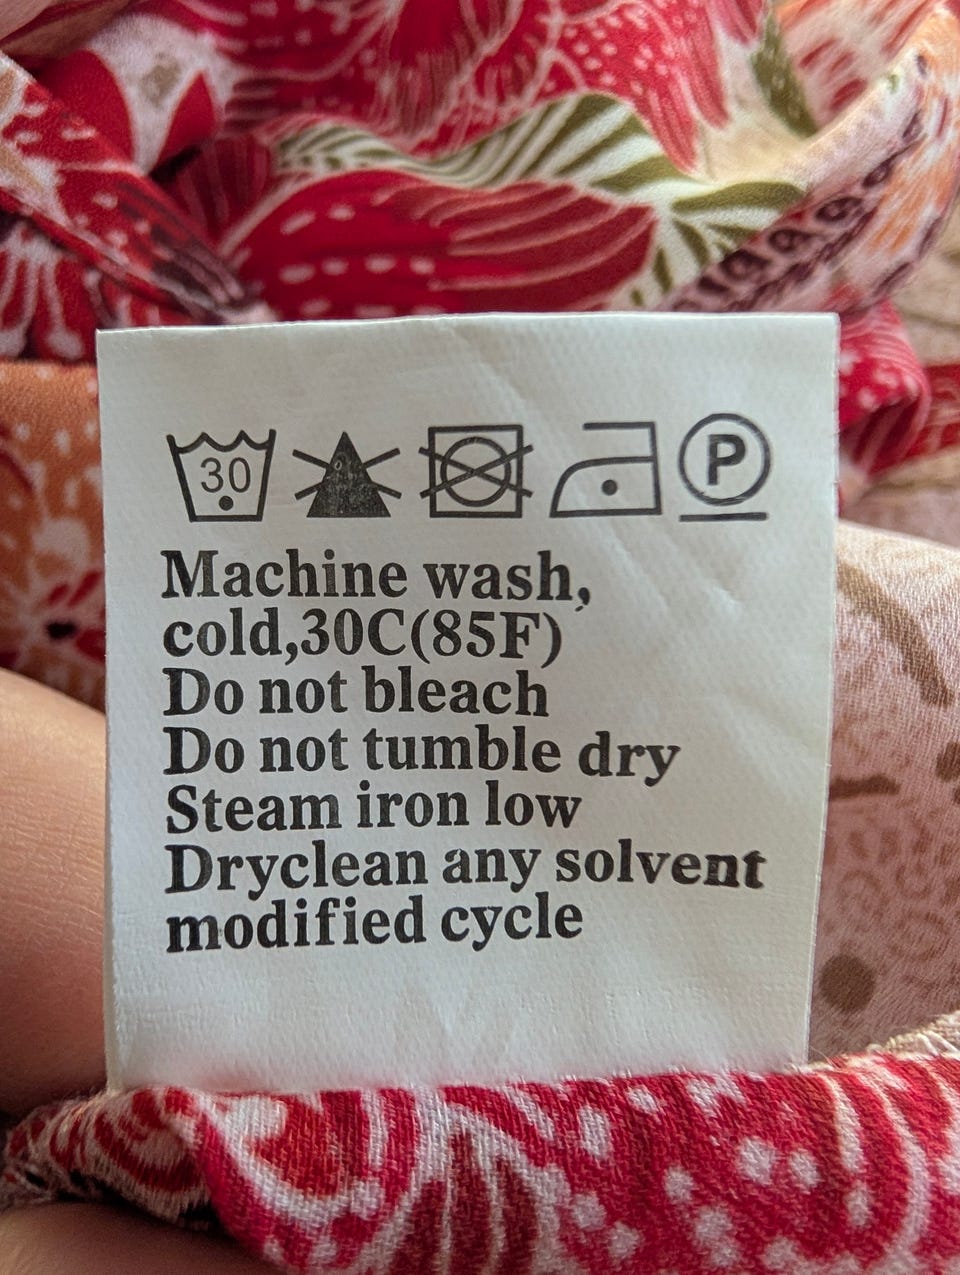 30 P
Machine wash,
cold,30C(85F)
Do not bleach
Do not tumble dry
Steam iron low
Dryclean any solvent
modified cycle